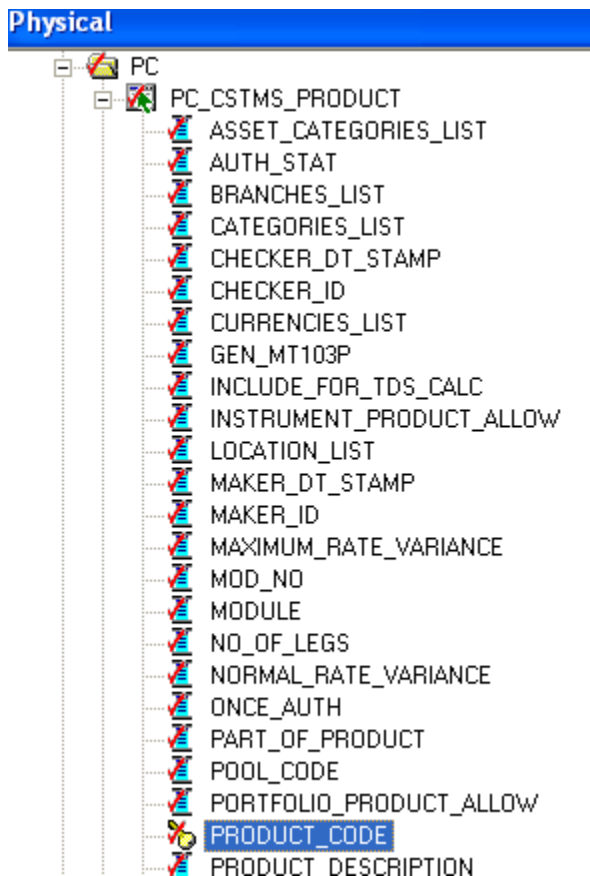 Physical
PC
PC_CSTMS_PRODUCT
ASSET_CATEGORIES_LIST
AUTH_STAT
BRANCHES_LIST
CATEGORIES_LIST
CHECKER_DT_STAMP
CHECKER_ID
CURRENCIES_LIST
GEN_MT103P
INCLUDE_FOR_TDS_CALC
INSTRUMENT_PRODUCT_ALLOW
LOCATION_LIST
MAKER_DT_STAMP
MAKER_ID
MAXIMUM_RATE_VARIANCE
MOD_NO
MODULE
NO_OF_LEGS
NORMAL_RATE_VARIANCE
ONCE_AUTH
PART_OF_PRODUCT
POOL_CODE
PORTFOLIO_PRODUCT_ALLOW
PRODUCT_CODE
PRODUCT_DESCRIPTION